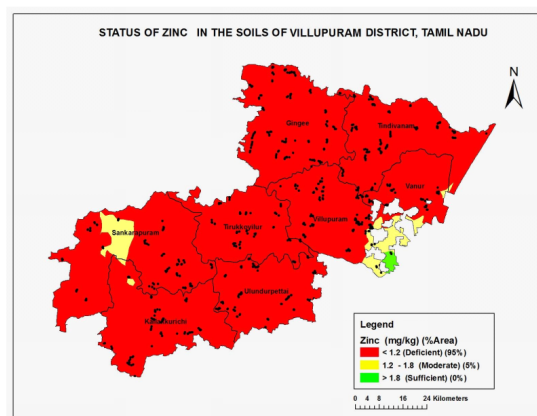 STATUS OF ZINC IN THE SOILS OF VILLUPURAM DISTRICT, TAMIL NADU
N
Gingee
Tindivanam
Vanur
Sankarapuram
Tirukkoyilur
Villupuram
Ulundurpettai
Kallakurichi
Legend
Zinc (mg/kg) (%Area)
< 1.2 (Deficient) (95%)
1.2 - 1.8 (Moderate) (5%)
> 1.8 (Sufficient) (0%)
0 4 8 16 24 Kilometers